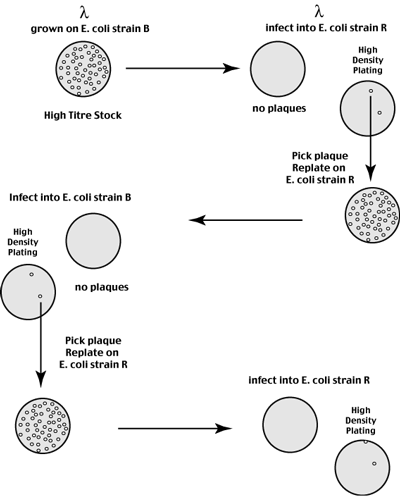 λ
grown on E. coli strain B
High Titre Stock
λ
infect into E. coli strain R
no plaques
High
Density
Plating
Pick plaque
Replate on
E. coli strain R
Infect into E. coli strain B
High
Density
Plating
no plaques
Pick plaque
Replate on
E. coli strain R
infect into E. coli strain R
High
Density
Plating